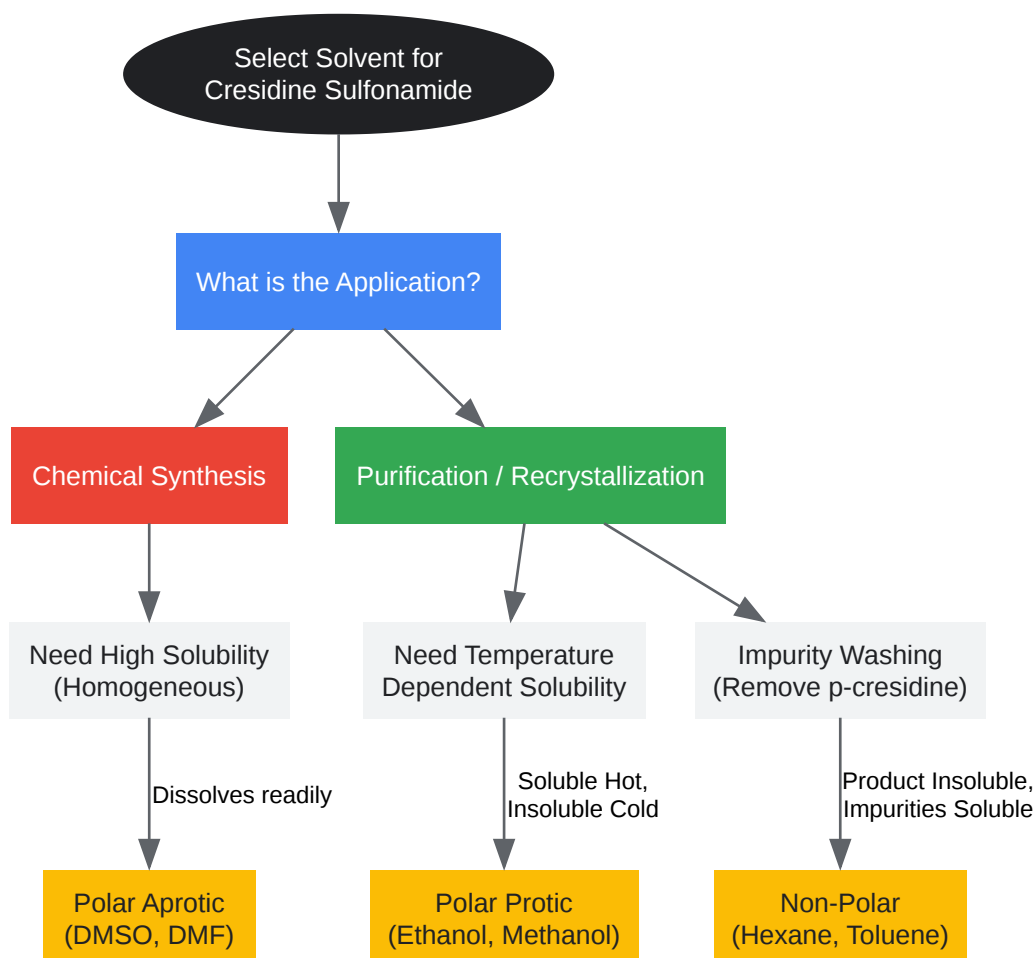 Select Solvent for
Cresidine Sulfonamide
What is the Application?
Chemical Synthesis
Purification / Recrystallization
Need High Solubility
(Homogeneous)
Need Temperature
Dependent Solubility
Impurity Washing
(Remove p-cresidine)
Dissolves readily
Soluble Hot,
Insoluble Cold
Product Insoluble,
Impurities Soluble
Polar Aprotic
(DMSO, DMF)
Polar Protic
(Ethanol, Methanol)
Non-Polar
(Hexane, Toluene)